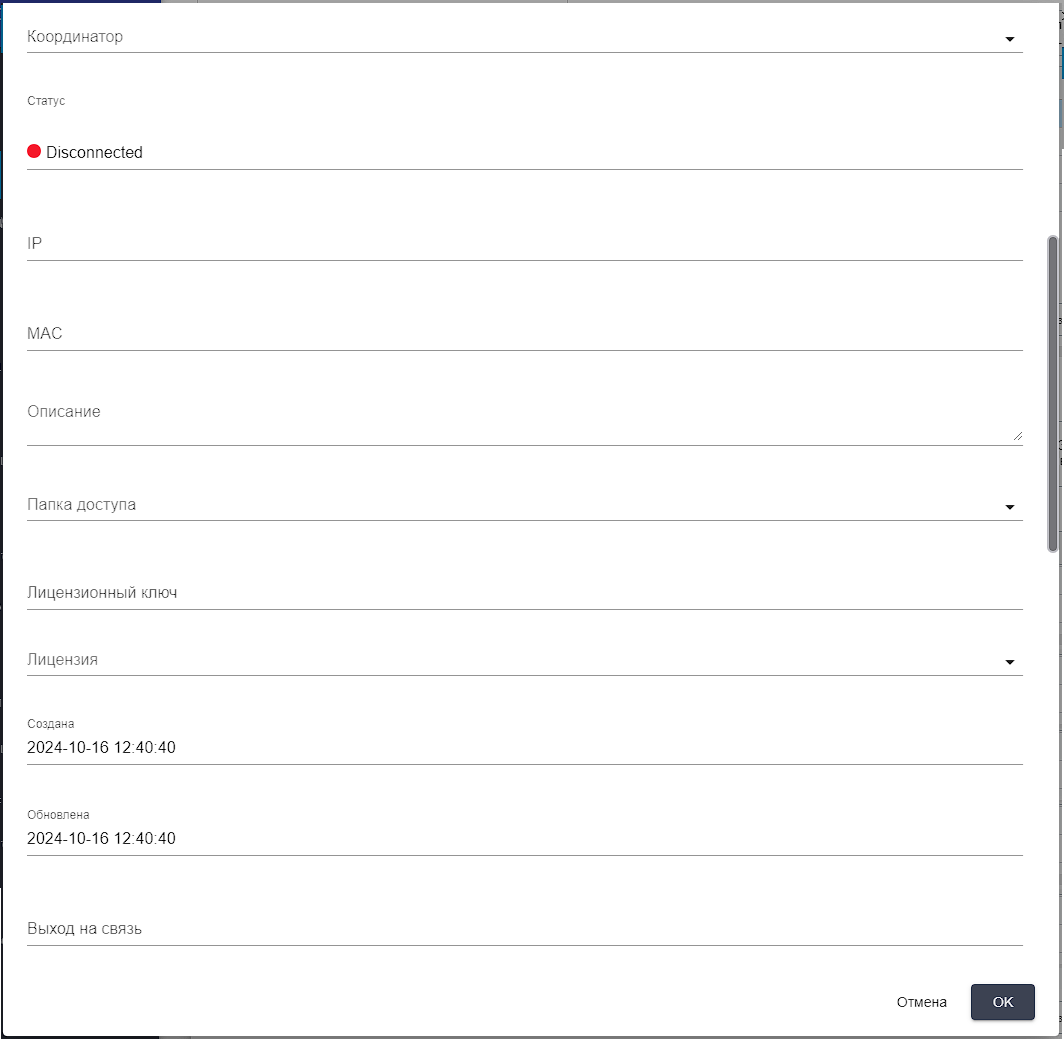 Координатор
Статус
Disconnected
IP
MAC
Описание
Папка доступа
Лицензионный ключ
Лицензия
Создана
2024-10-16 12:40:40
Обновлена
2024-10-16 12:40:40
Выход на связь
Отмена
OK